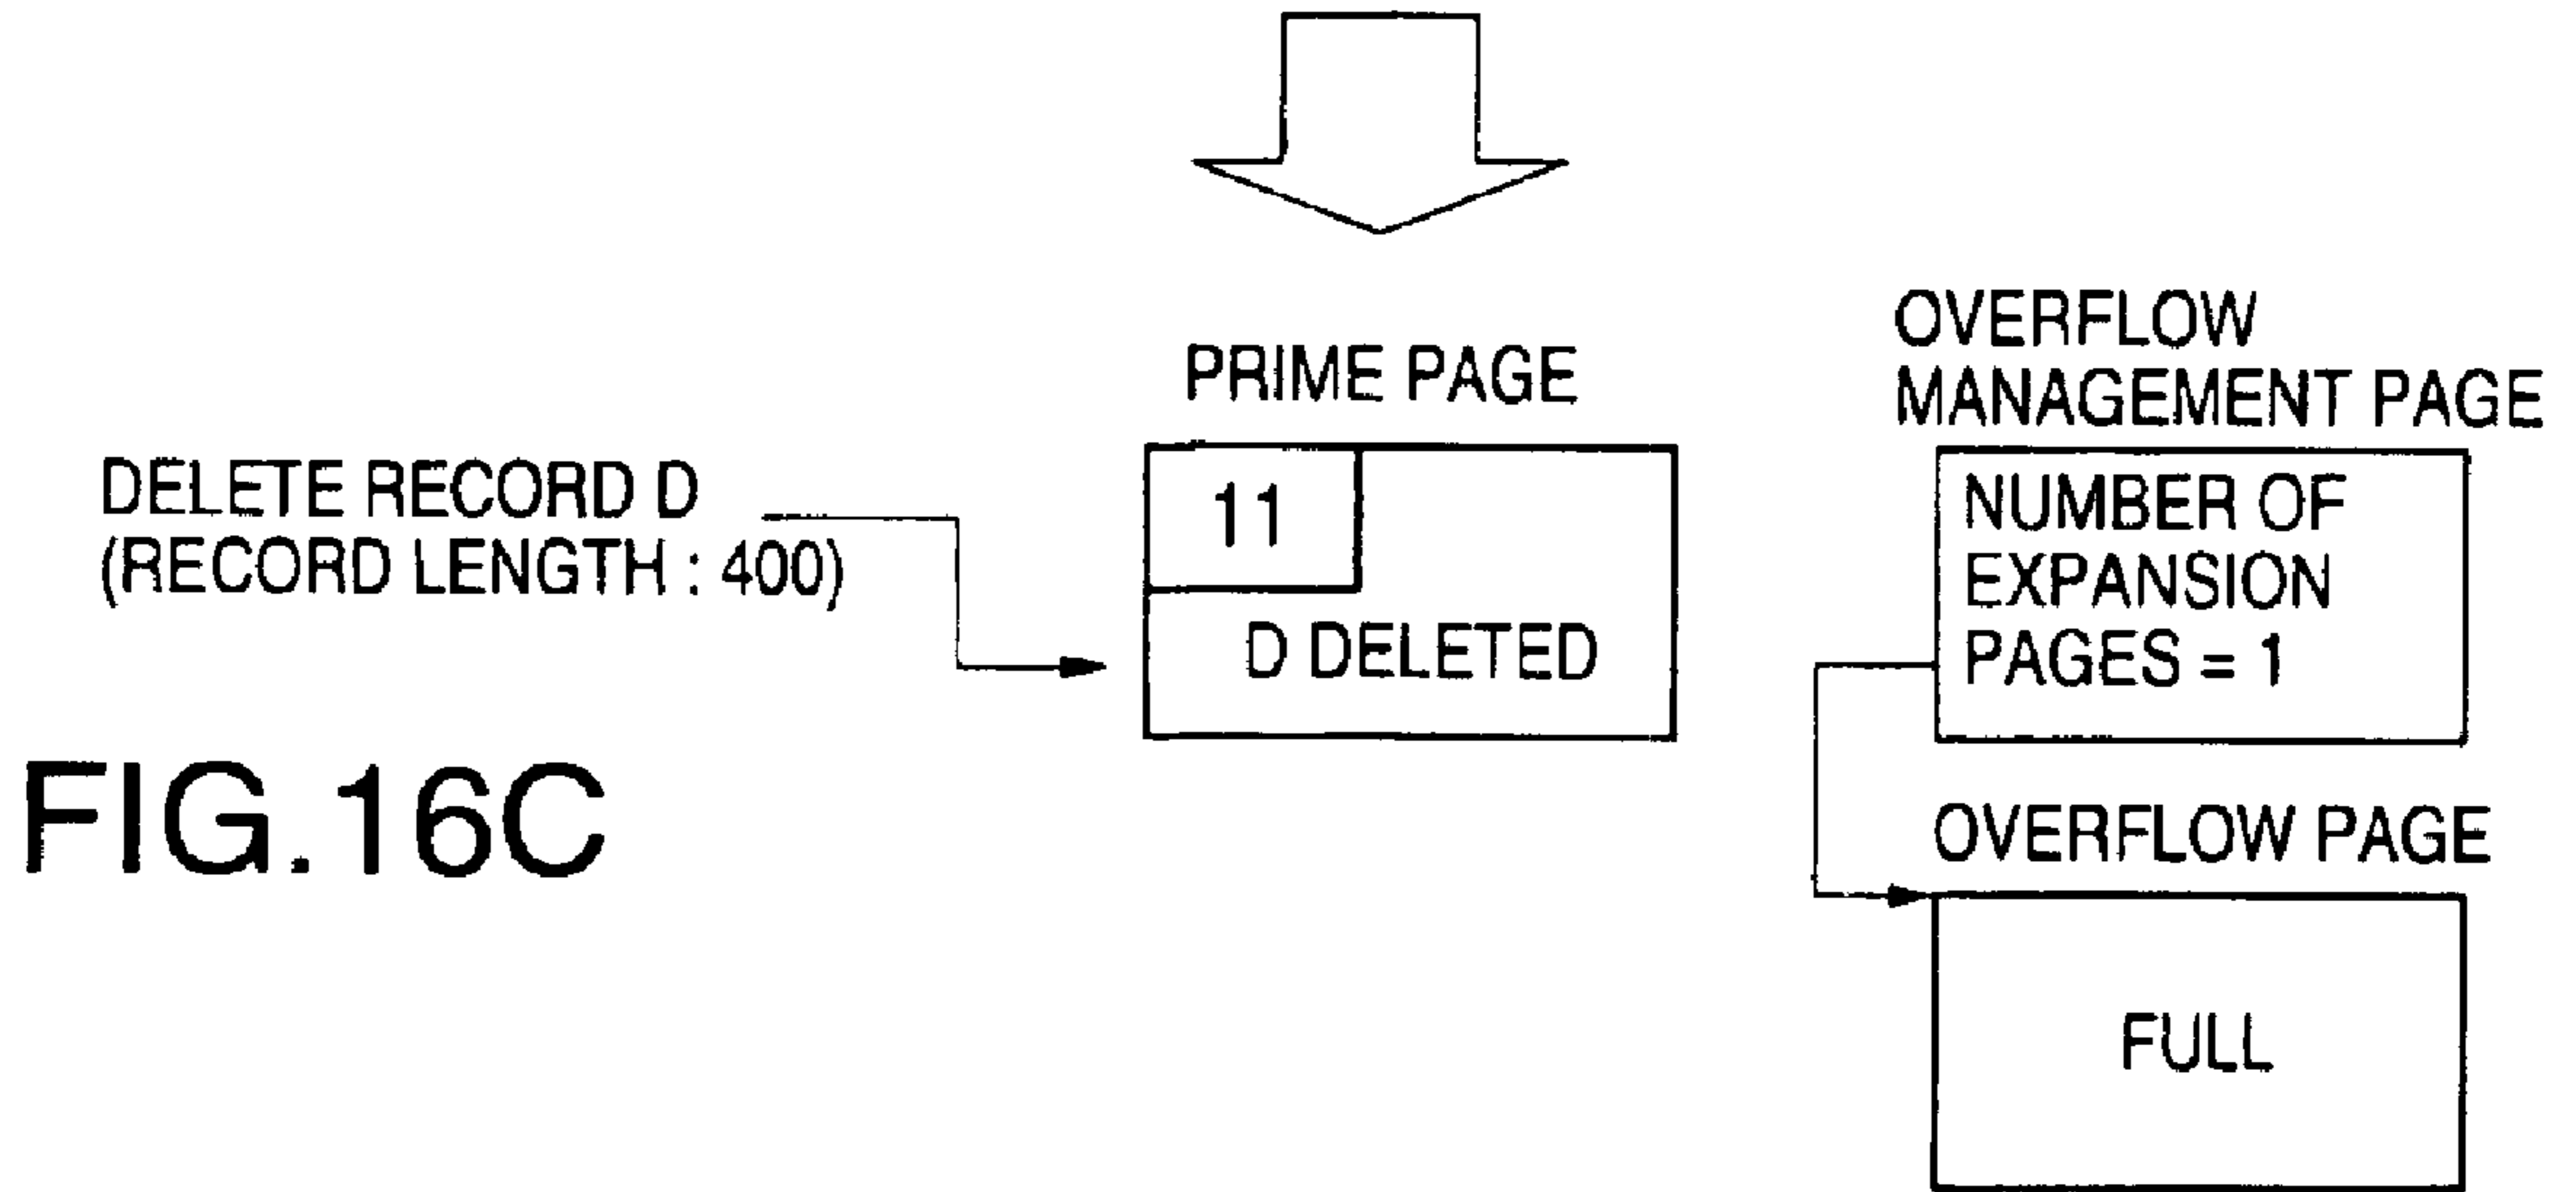 DELETE RECORD D
(RECORD LENGTH : 400)
PRIME PAGE
11
D DELETED
OVERFLOW
MANAGEMENT PAGE
NUMBER OF
EXPANSION
PAGES = 1
OVERFLOW PAGE
FULL
FIG.16C